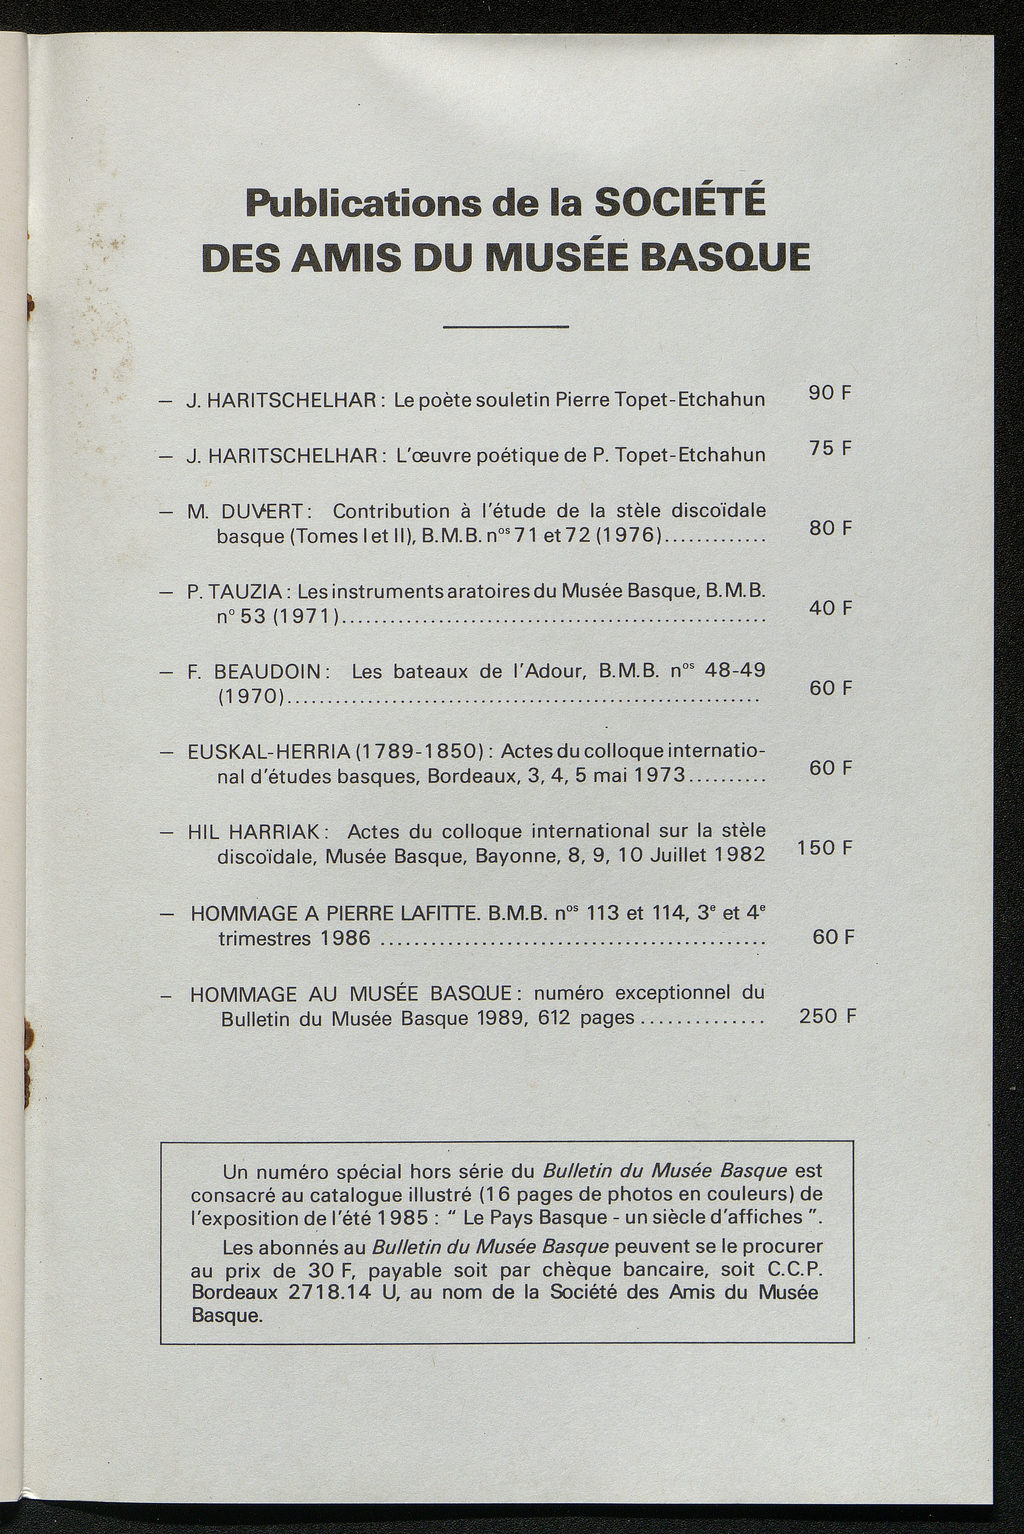 Publications de la SOCIÉTÉ
DES AMIS DU MUSÉE BASQUE
— J. HARITSCHELHAR : Le poète souletin Pierre Topet-Etchahun 90 F
— J. HARITSCHELHAR : L'œuvre poétique de P. Topet-Etchahun 75 F
— M. DUVERT : Contribution à l'étude de la stèle discoïdale
basque (Tomes I et II), B.M.B. nos 71 et 72 (1976)............. 80 F
— P. TAUZIA : Les instruments aratoires du Musée Basque, B.M.B.
n° 53 (1971)..................................................... 40 F
— F. BEAUDOIN : Les bateaux de l'Adour, B.M.B. nos 48-49
(1970)........................................................... 60 F
— EUSKAL-HERRIA (1789-1850) : Actes du colloque internatio-
nal d'études basques, Bordeaux, 3, 4, 5 mai 1973.......... 60 F
— HIL HARRIAK : Actes du colloque international sur la stèle
discoïdale, Musée Basque, Bayonne, 8, 9, 10 Juillet 1982 150 F
— HOMMAGE A PIERRE LAFITTE. B.M.B. nos 113 et 114, 3e et 4e
trimestres 1986 .............................................. 60 F
— HOMMAGE AU MUSÉE BASQUE : numéro exceptionnel du
Bulletin du Musée Basque 1989, 612 pages ............... 250 F
Un numéro spécial hors série du Bulletin du Musée Basque est
consacré au catalogue illustré (16 pages de photos en couleurs) de
l'exposition de l'été 1985 : " Le Pays Basque - un siècle d'affiches ".
Les abonnés au Bulletin du Musée Basque peuvent se le procurer
au prix de 30 F, payable soit par chèque bancaire, soit C.C.P.
Bordeaux 2718.14 U, au nom de la Société des Amis du Musée
Basque.